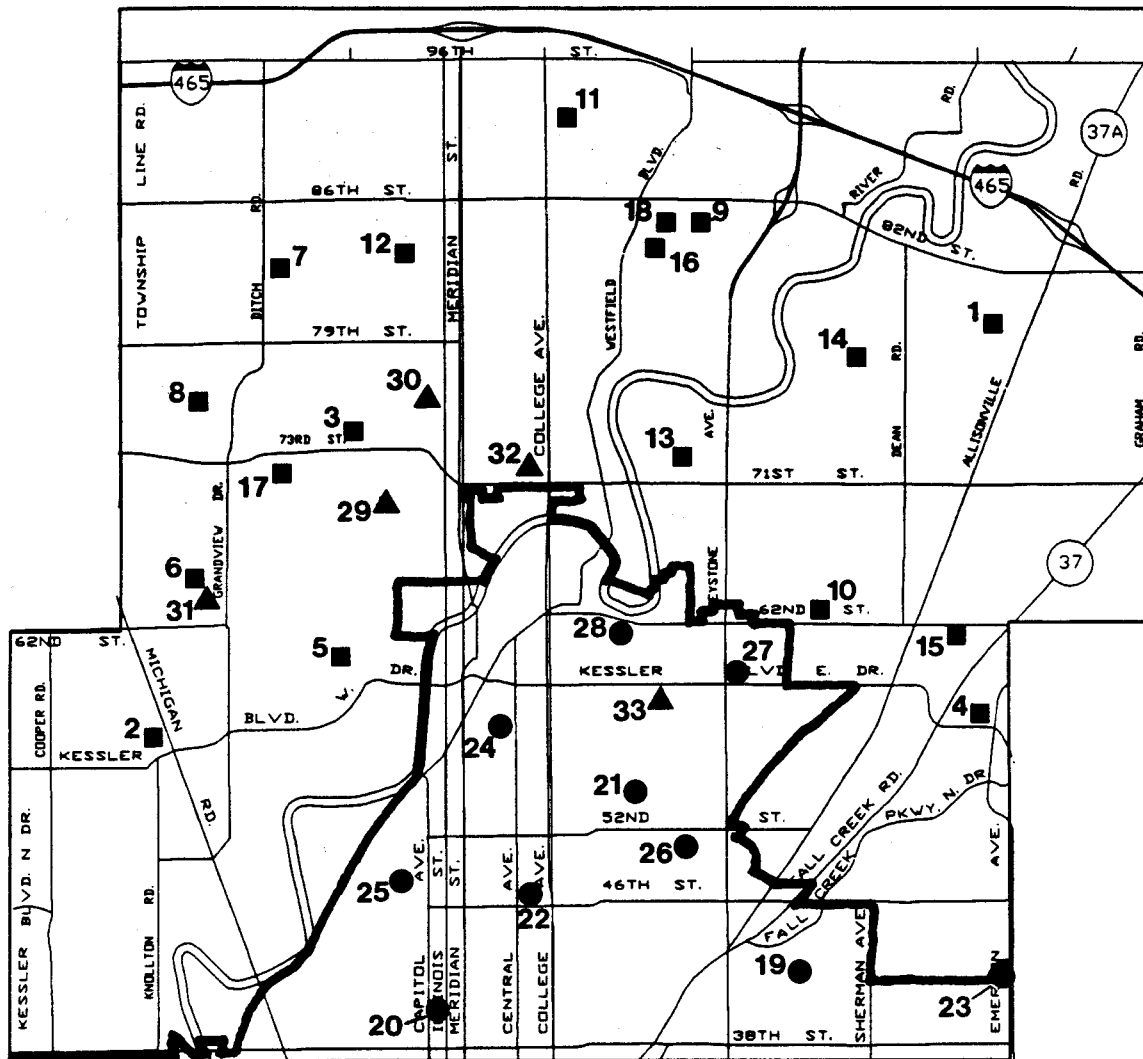 96TH ST.
465
11
37A
LINE RD.
ST.
RD.
BLVD.
86TH ST.
RIVER
465
RD.
18 9
82ND ST.
7
12
16
TOWNSHIP
DITCH RD.
MERIDIAN
COLLEGE AVE.
WESTFIELD
1
79TH ST.
14
DEAN RD.
ALLISONVILLE
GRAHAM RD.
8
30
3
73RD ST.
32
13
AVE.
71ST ST.
17
29
GRANDVIEW DR.
37
6
31
KEYSTONE
10
62ND ST.
62ND ST.
28
15
5
27
MICHIGAN RD.
W. DR.
KESSLER BLVD. E. DR.
COOPER RD.
2
33
4
BLVD.
KESSLER
24
21
52ND ST.
FALL CREEK RD.
FALL CREEK PKWY. N. DR
26
25
46TH ST.
22
KESSLER BLVD. N DR.
KNOLLTON RD.
CAPITOL AVE.
ILLINOIS ST.
MERIDIAN ST.
CENTRAL AVE.
COLLEGE AVE.
19
SHERMAN AVE
EMERSON AVE.
23
20
38TH ST.